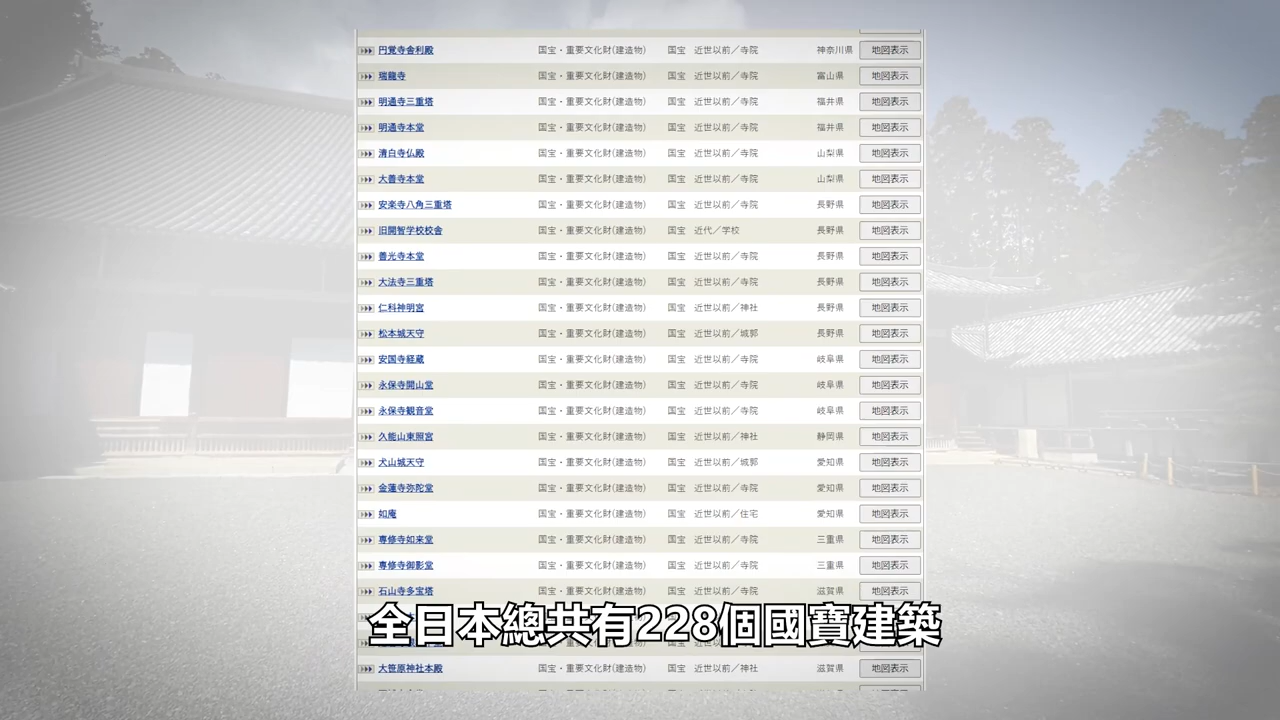 円覚寺舎利殿 国宝・重要文化財(建造物) 国宝 近世以前／寺院 神奈川県 地図表示
瑞龍寺 国宝・重要文化財(建造物) 国宝 近世以前／寺院 富山県 地図表示
明通寺三重塔 国宝・重要文化財(建造物) 国宝 近世以前／寺院 福井県 地図表示
明通寺本堂 国宝・重要文化財(建造物) 国宝 近世以前／寺院 福井県 地図表示
清白寺仏殿 国宝・重要文化財(建造物) 国宝 近世以前／寺院 山梨県 地図表示
大善寺本堂 国宝・重要文化財(建造物) 国宝 近世以前／寺院 山梨県 地図表示
安楽寺八角三重塔 国宝・重要文化財(建造物) 国宝 近世以前／寺院 長野県 地図表示
旧開智学校校舎 国宝・重要文化財(建造物) 国宝 近代／学校 長野県 地図表示
善光寺本堂 国宝・重要文化財(建造物) 国宝 近世以前／寺院 長野県 地図表示
大法寺三重塔 国宝・重要文化財(建造物) 国宝 近世以前／寺院 長野県 地図表示
仁科神明宮 国宝・重要文化財(建造物) 国宝 近世以前／神社 長野県 地図表示
松本城天守 国宝・重要文化財(建造物) 国宝 近世以前／城郭 長野県 地図表示
安国寺経蔵 国宝・重要文化財(建造物) 国宝 近世以前／寺院 岐阜県 地図表示
永保寺開山堂 国宝・重要文化財(建造物) 国宝 近世以前／寺院 岐阜県 地図表示
永保寺観音堂 国宝・重要文化財(建造物) 国宝 近世以前／寺院 岐阜県 地図表示
久能山東照宮 国宝・重要文化財(建造物) 国宝 近世以前／神社 静岡県 地図表示
犬山城天守 国宝・重要文化財(建造物) 国宝 近世以前／城郭 愛知県 地図表示
金蓮寺弥陀堂 国宝・重要文化財(建造物) 国宝 近世以前／寺院 愛知県 地図表示
如庵 国宝・重要文化財(建造物) 国宝 近世以前／住宅 愛知県 地図表示
専修寺如来堂 国宝・重要文化財(建造物) 国宝 近世以前／寺院 三重県 地図表示
専修寺御影堂 国宝・重要文化財(建造物) 国宝 近世以前／寺院 三重県 地図表示
石山寺多宝塔 国宝・重要文化財(建造物) 国宝 近世以前／寺院 滋賀県 地図表示
全日本總共有228個國寶建築
大笹原神社本殿 国宝・重要文化財(建造物) 国宝 近世以前／神社 滋賀県 地図表示